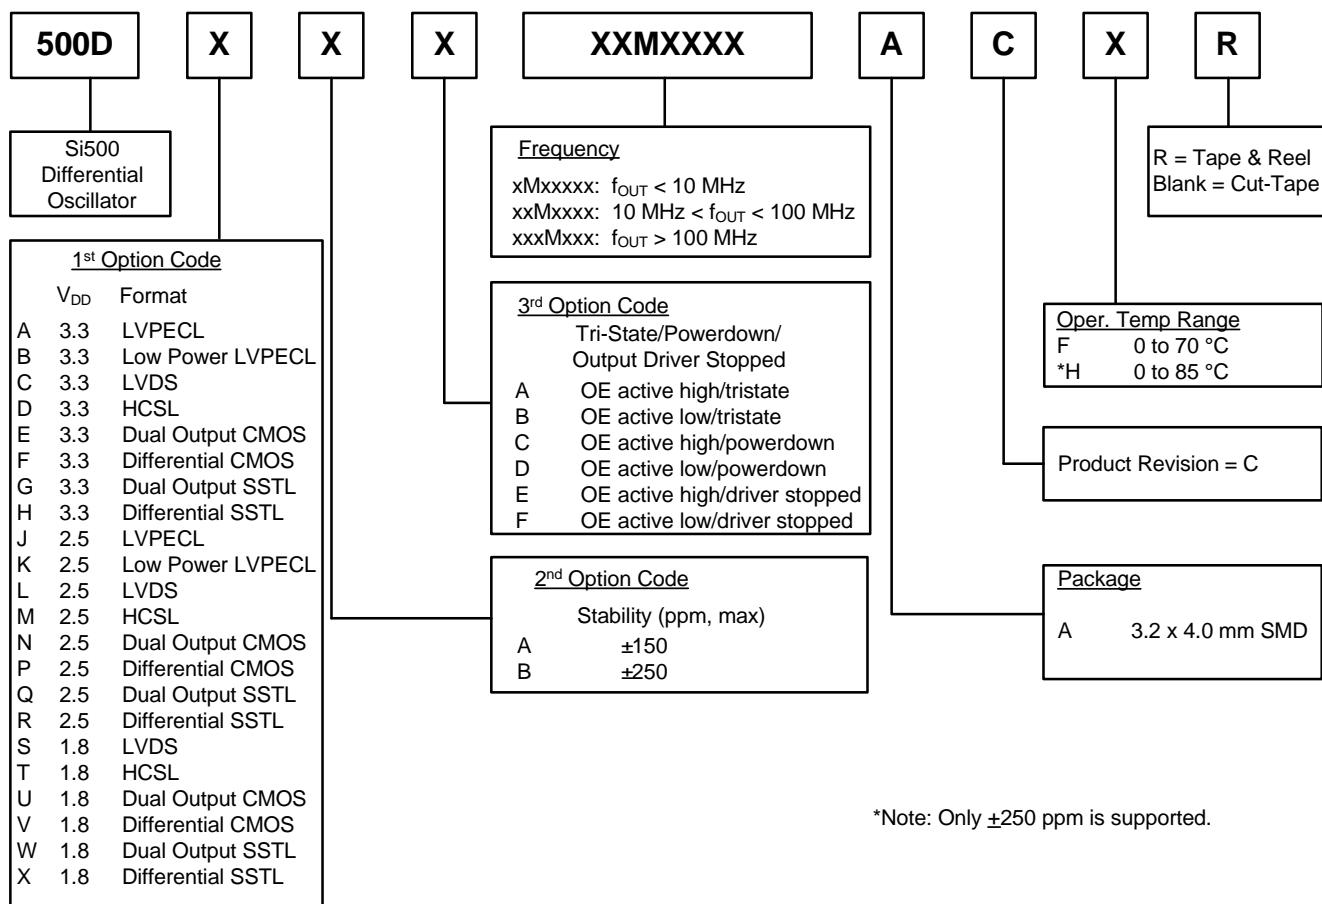 500D X X X XXMXXXX A C X R
Si500
Differential
Oscillator
1st Option Code
VDD Format
A 3.3 LVPECL
B 3.3 Low Power LVPECL
C 3.3 LVDS
D 3.3 HCSL
E 3.3 Dual Output CMOS
F 3.3 Differential CMOS
G 3.3 Dual Output SSTL
H 3.3 Differential SSTL
J 2.5 LVPECL
K 2.5 Low Power LVPECL
L 2.5 LVDS
M 2.5 HCSL
N 2.5 Dual Output CMOS
P 2.5 Differential CMOS
Q 2.5 Dual Output SSTL
R 2.5 Differential SSTL
S 1.8 LVDS
T 1.8 HCSL
U 1.8 Dual Output CMOS
V 1.8 Differential CMOS
W 1.8 Dual Output SSTL
X 1.8 Differential SSTL
Frequency
xMxxxxx: fOUT < 10 MHz
xxMxxxx: 10 MHz < fOUT < 100 MHz
xxxMxxx: fOUT > 100 MHz
3rd Option Code
Tri-State/Powerdown/
Output Driver Stopped
A OE active high/tristate
B OE active low/tristate
C OE active high/powerdown
D OE active low/powerdown
E OE active high/driver stopped
F OE active low/driver stopped
2nd Option Code
Stability (ppm, max)
A ±150
B ±250
R = Tape & Reel
Blank = Cut-Tape
Oper. Temp Range
F 0 to 70 °C
*H 0 to 85 °C
Product Revision = C
Package
A 3.2 x 4.0 mm SMD
*Note: Only ±250 ppm is supported.